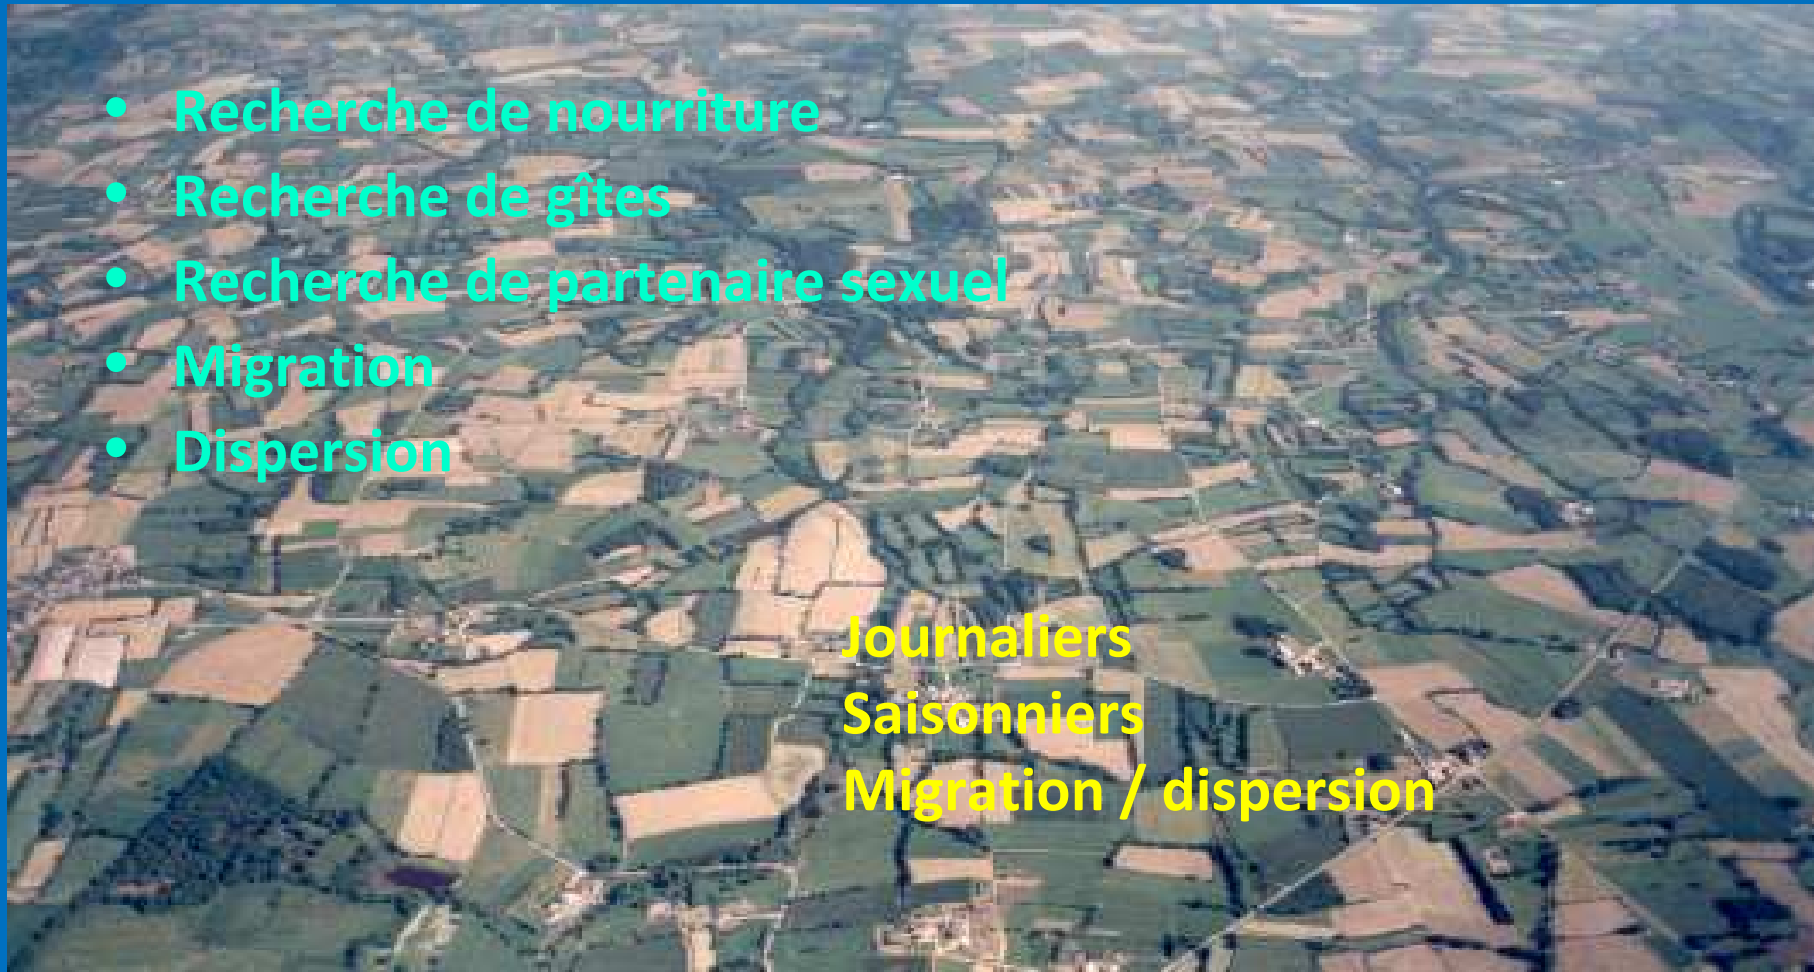 • Recherche de nourriture
• Recherche de gîtes
• Recherche de partenaire sexuel
• Migration
• Dispersion
Journaliers
Saisonniers
Migration / dispersion